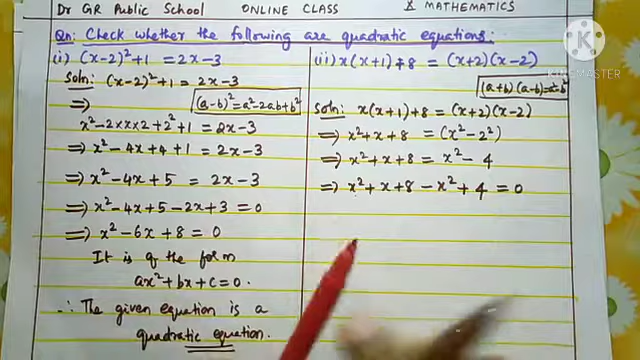 Dr GR Public School ONLINE CLASS X MATHEMATICS
Qn: Check whether the following are quadratic equations:
(i) (x-2)²+1 = 2x-3
Soln: (x-2)²+1 = 2x-3
⇒ (a-b)² = a²-2ab+b²
x²-2×x×2+2²+1 = 2x-3
⇒ x²-4x+4+1 = 2x-3
⇒ x²-4x+5 = 2x-3
⇒ x²-4x+5-2x+3 = 0
⇒ x²-6x+8 = 0
It is of the form
ax²+bx+c=0.
∴ The given equation is a
quadratic equation.
(ii) x(x+1)+8 = (x+2)(x-2)
(a+b)(a-b)=a²-b²
Soln: x(x+1)+8 = (x+2)(x-2)
⇒ x²+x+8 = (x²-2²)
⇒ x²+x+8 = x²-4
⇒ x²+x+8-x²+4 = 0
KINEMASTER